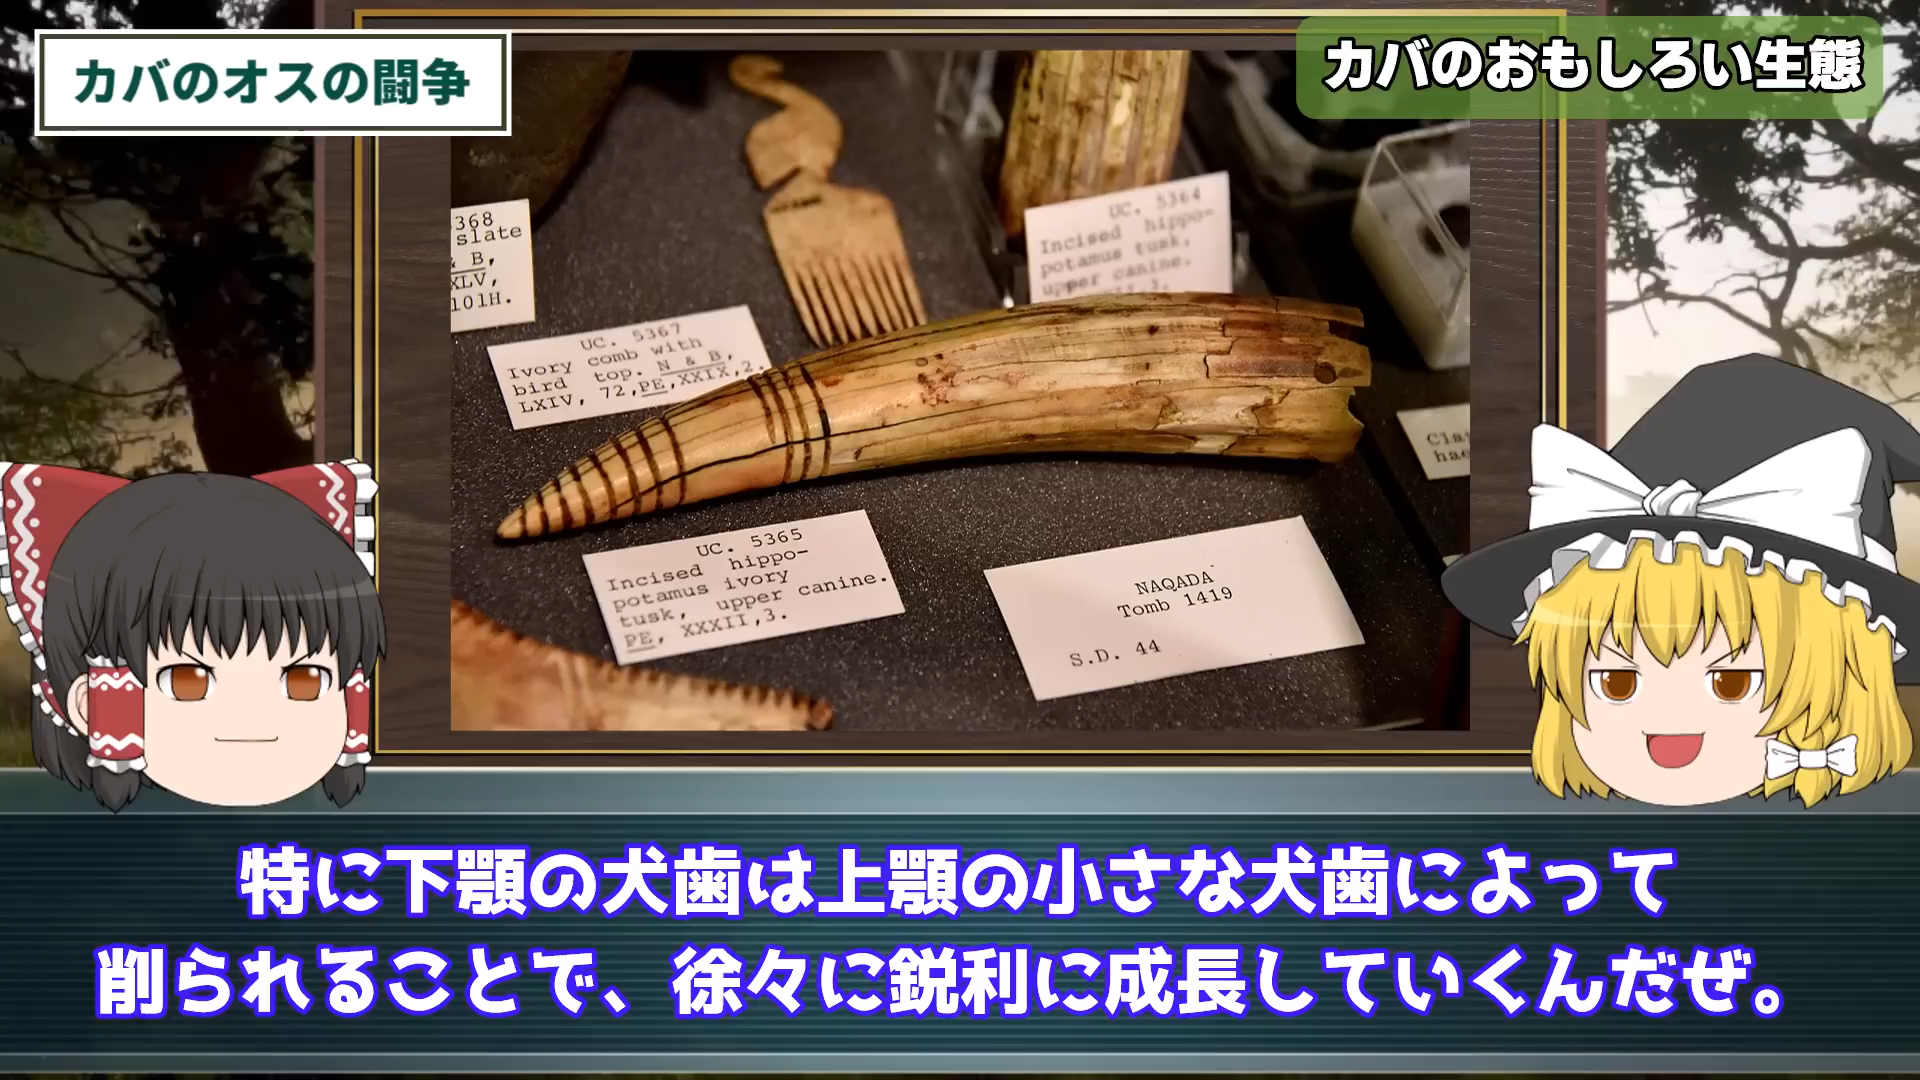 カバのオスの闘争
カバのおもしろい生態
368
slate
& B,
XLV,
101H.
UC. 5367
Ivory comb with
bird top. N & B,
LXIV, 72,PE,XXIX,2.
UC. 5364
Incised hippo-
potamus tusk,
upper canine.
UC. 5365
Incised hippo-
potamus ivory
tusk, upper canine.
PE, XXXII,3.
NAQADA
Tomb 1419
S.D. 44
特に下顎の犬歯は上顎の小さな犬歯によって
削られることで、徐々に鋭利に成長していくんだぜ。